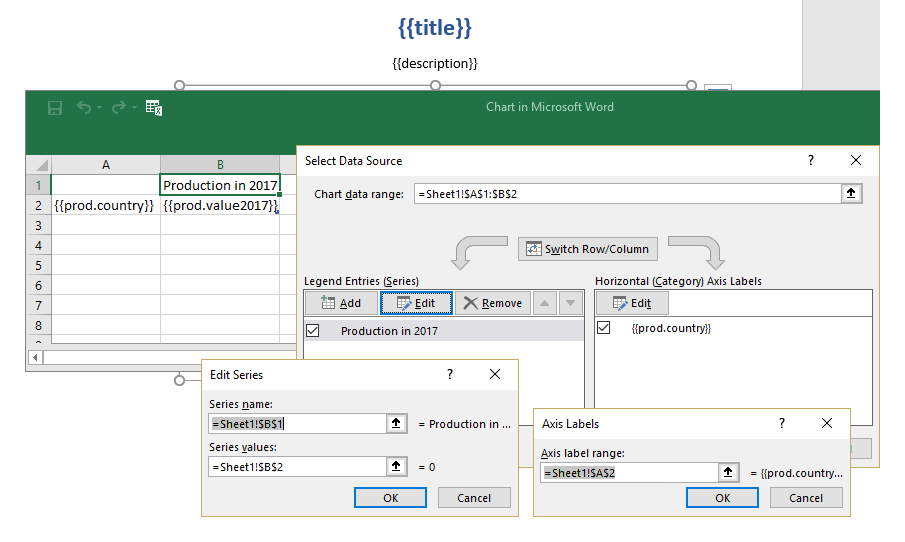 {{title}}
{{description}}
Chart in Microsoft Word
A B
1 Production in 2017
2 {{prod.country}} {{prod.value2017}}
3
4
5
6
7
8
Select Data Source ?
Chart data range: =Sheet1!$A$1:$B$2
Switch Row/Column
Legend Entries (Series) Horizontal (Category) Axis Labels
Add Edit Remove Edit
Production in 2017 {{prod.country}}
Edit Series ?
Series name:
=Sheet1!$B$1 = Production in ...
Series values:
=Sheet1!$B$2 = 0
OK Cancel
Axis Labels ?
Axis label range:
=Sheet1!$A$2 = {{prod.country...
OK Cancel